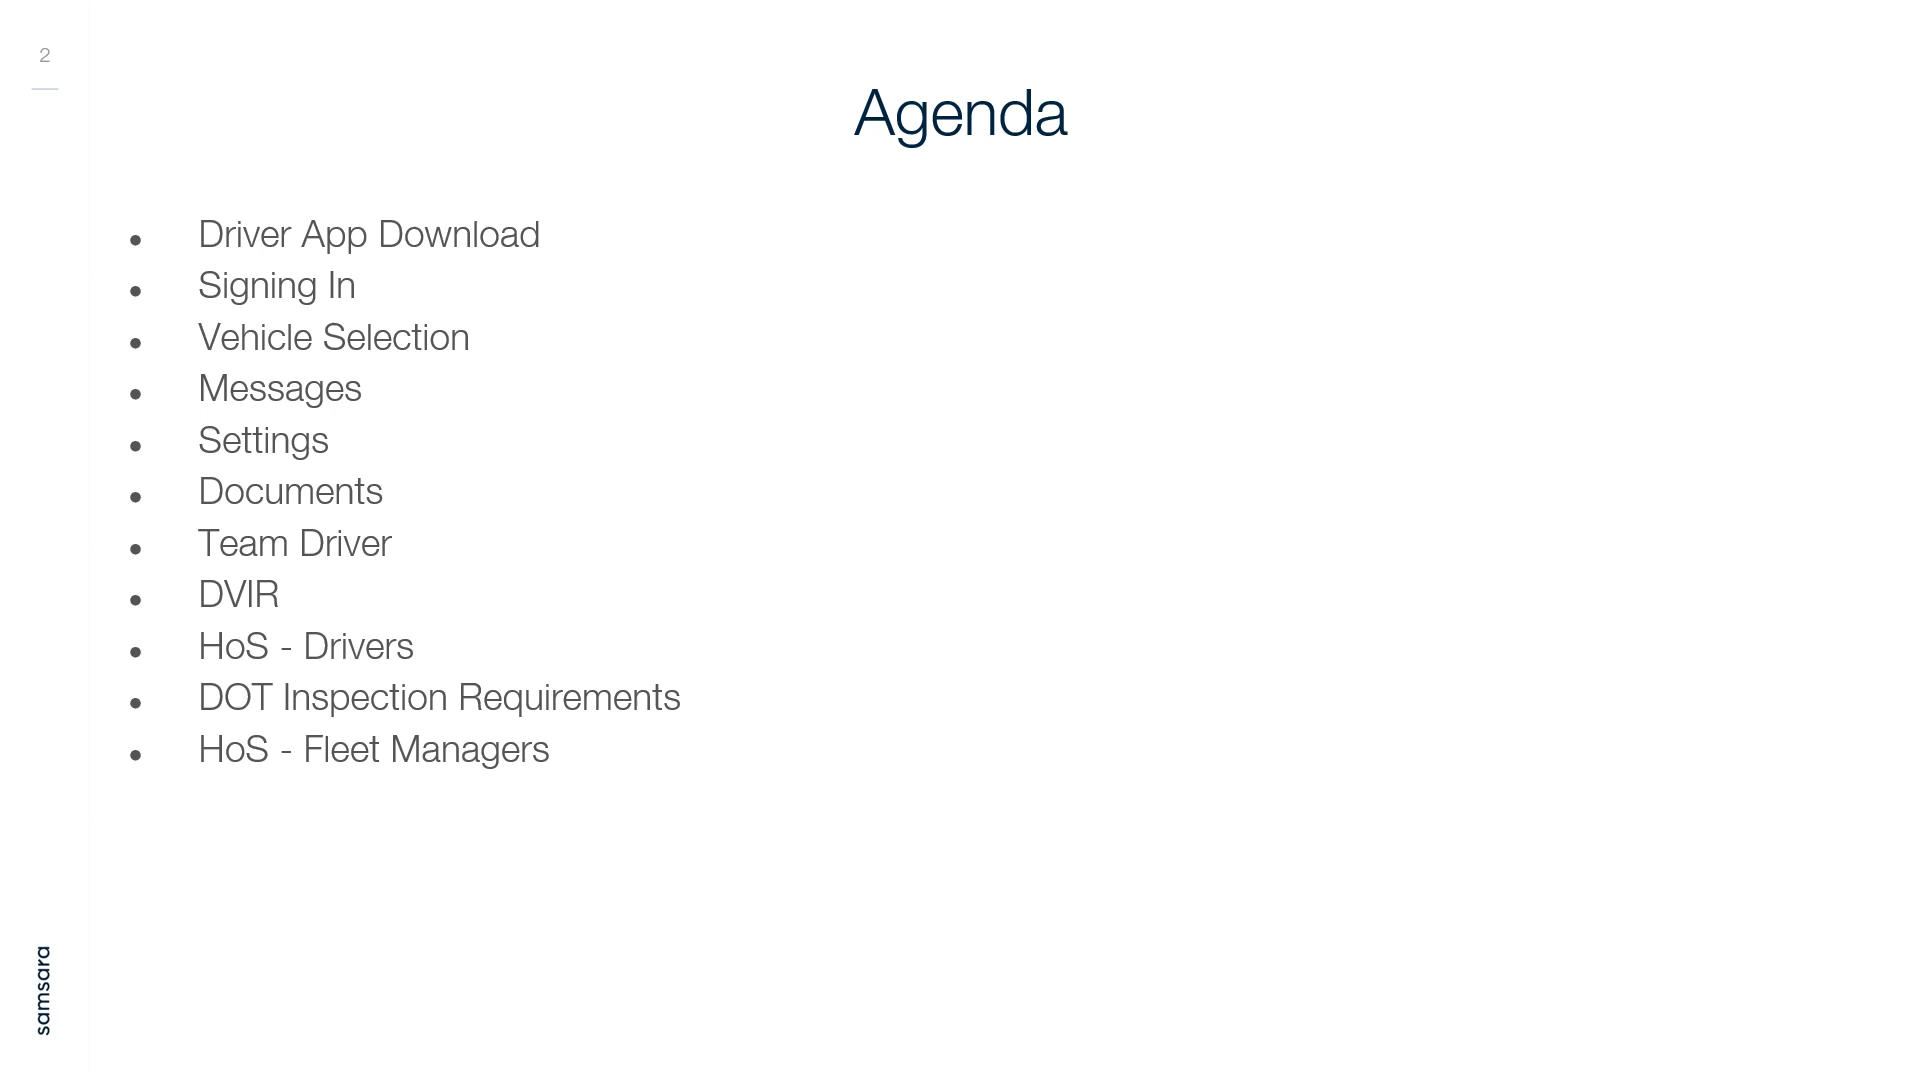 2
Agenda
● Driver App Download
● Signing In
● Vehicle Selection
● Messages
● Settings
● Documents
● Team Driver
● DVIR
● HoS - Drivers
● DOT Inspection Requirements
● HoS - Fleet Managers
samsara